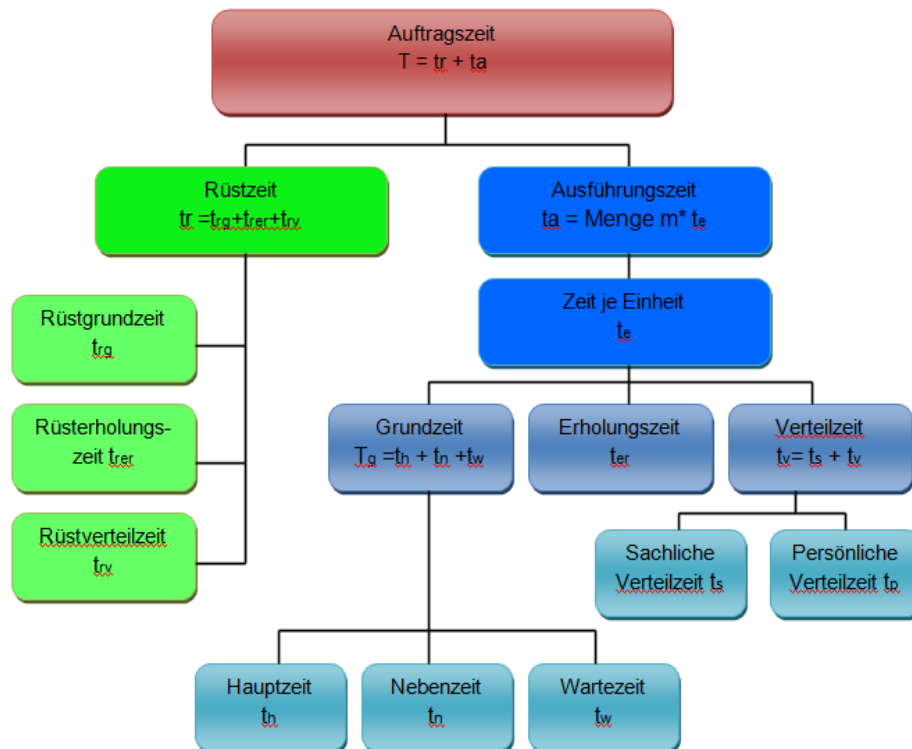 Auftragszeit
T = tr + ta
Rüstzeit
tr =trg+trer+trv
Ausführungszeit
ta = Menge m* te
Zeit je Einheit
te
Rüstgrundzeit
trg
Rüsterholungs-
zeit trer
Rüstverteilzeit
trv
Grundzeit
Tg =th + tn +tw
Erholungszeit
ter
Verteilzeit
tv= ts + tv
Sachliche
Verteilzeit ts
Persönliche
Verteilzeit tp
Hauptzeit
th
Nebenzeit
tn
Wartezeit
tw